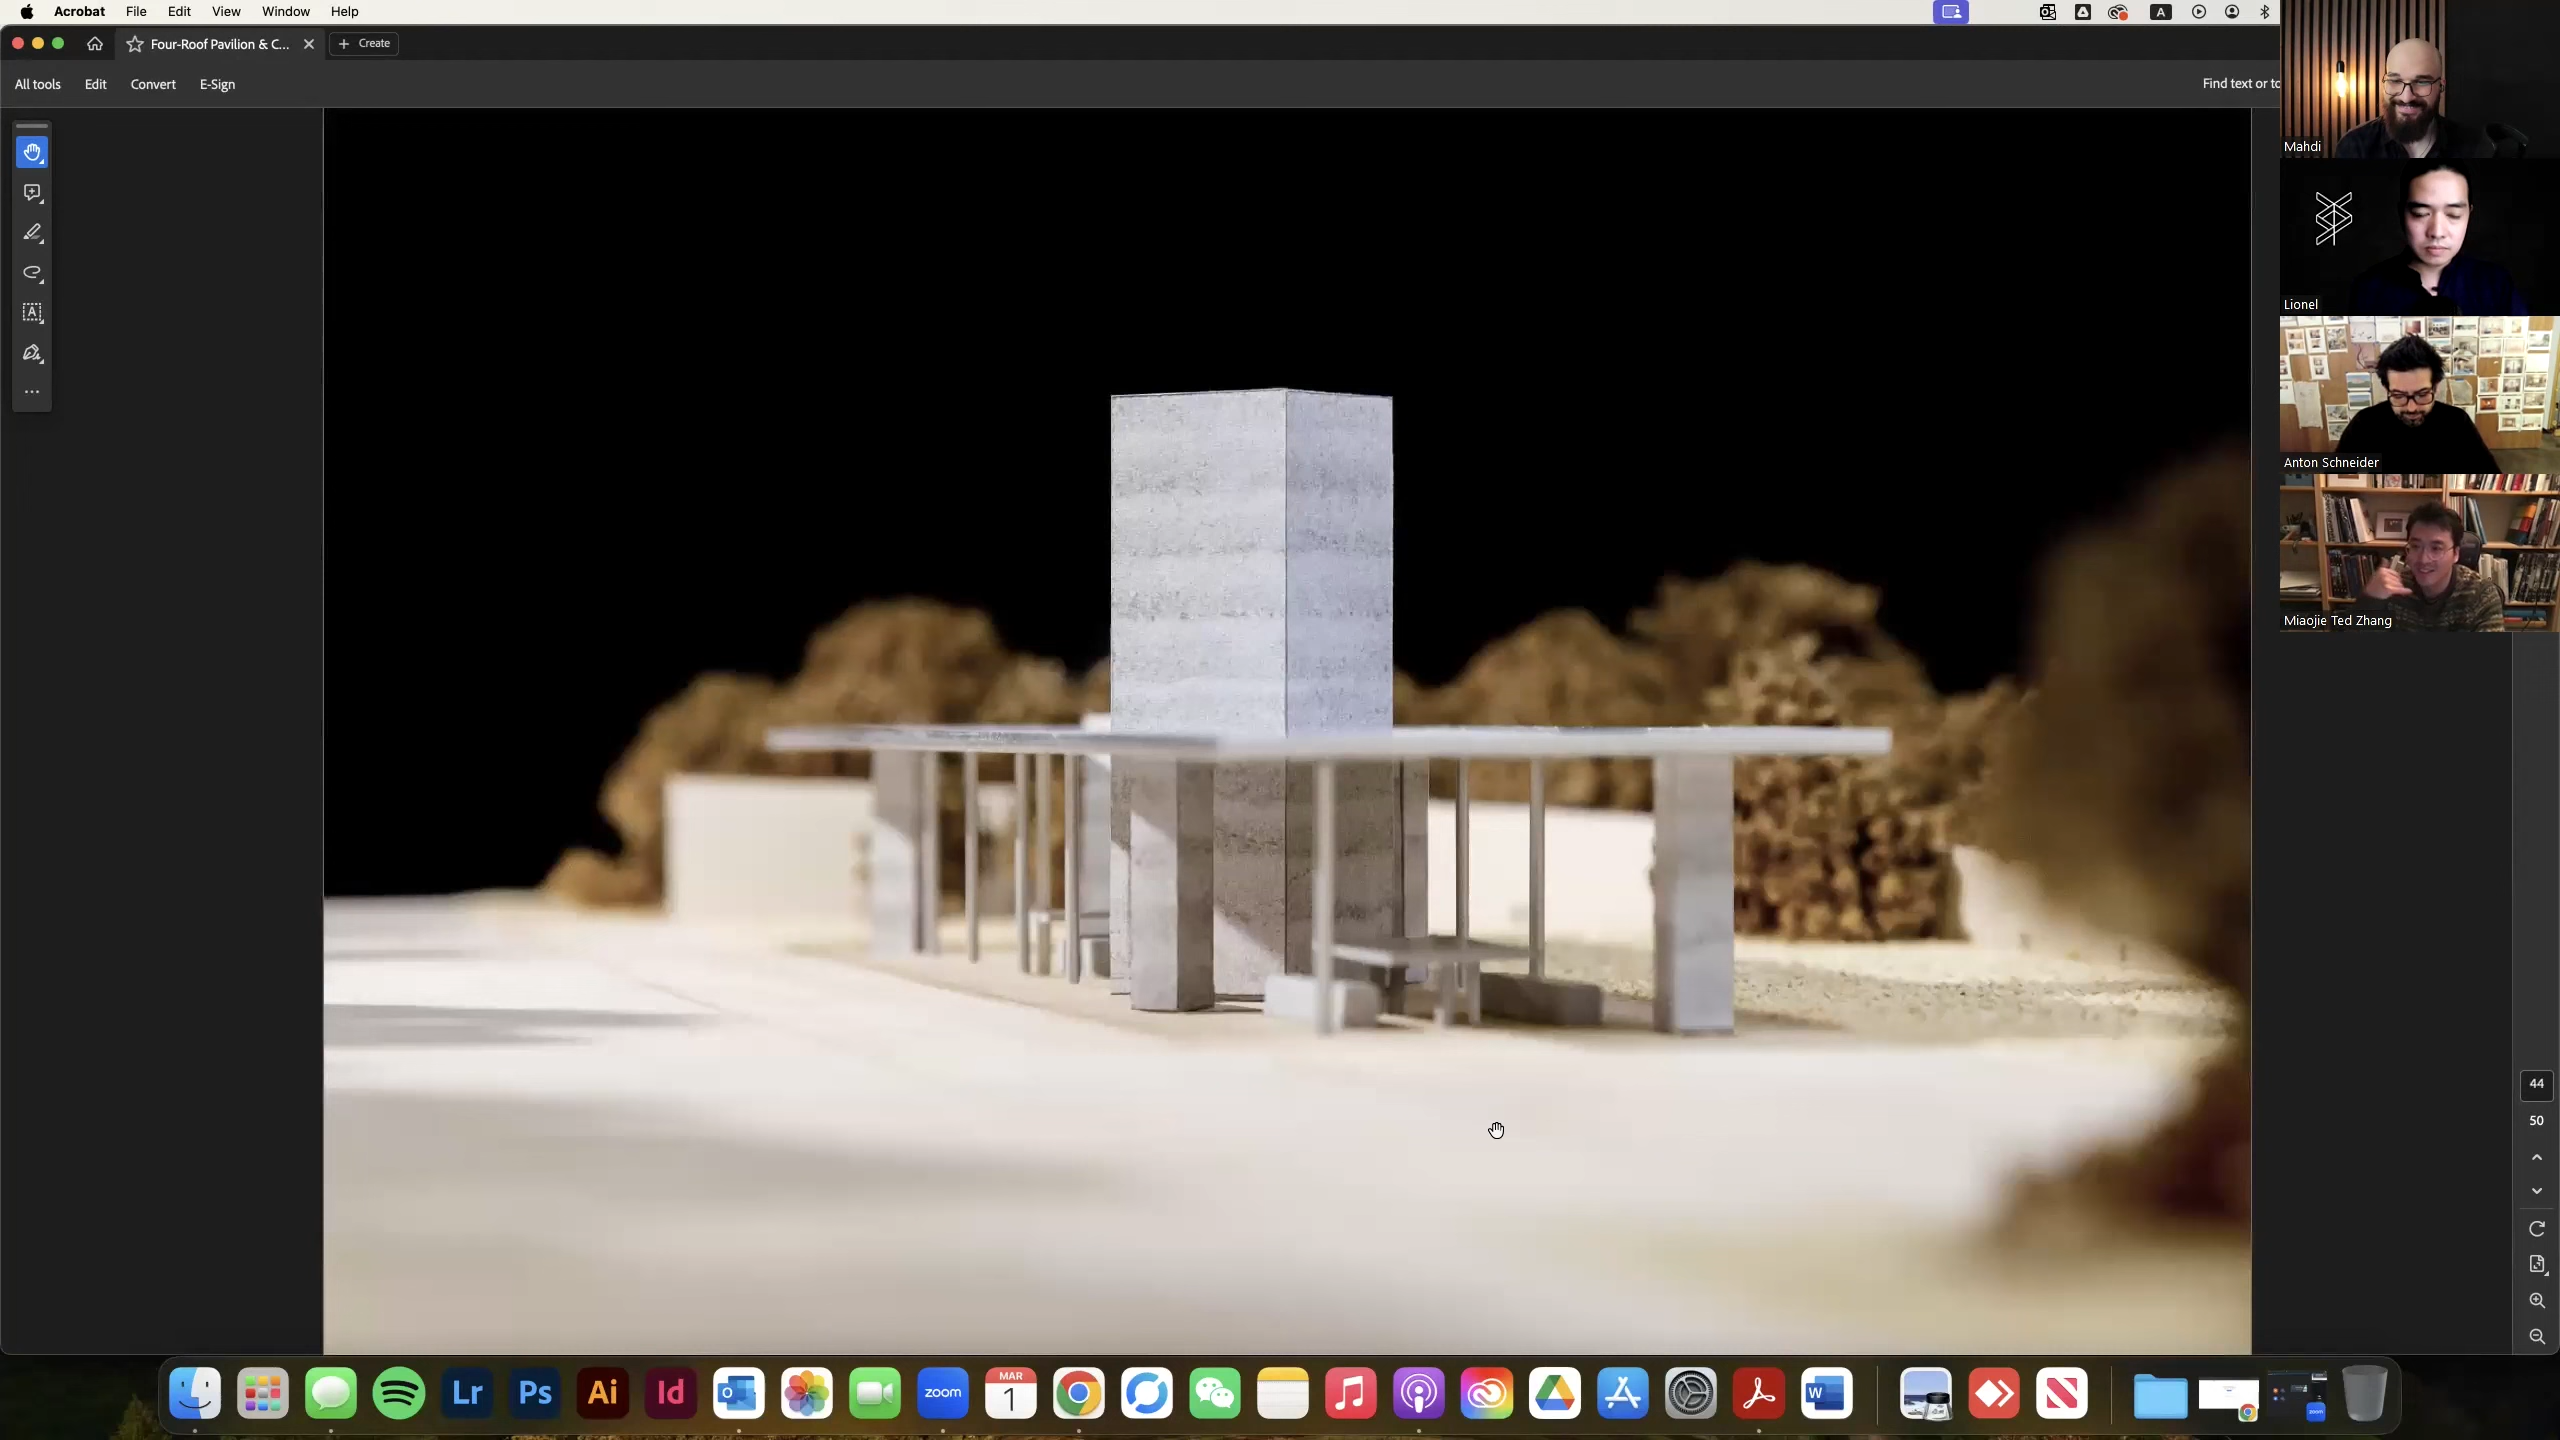 Acrobat File Edit View Window Help
A
Four-Roof Pavilion & C...
Create
All tools Edit Convert E-Sign
Find text or to
A
Mahdi
Lionel
Anton Schneider
Miaojie Ted Zhang
44
50
Lr Ps Ai Id
O
zoom
MAR
1
W
zoom